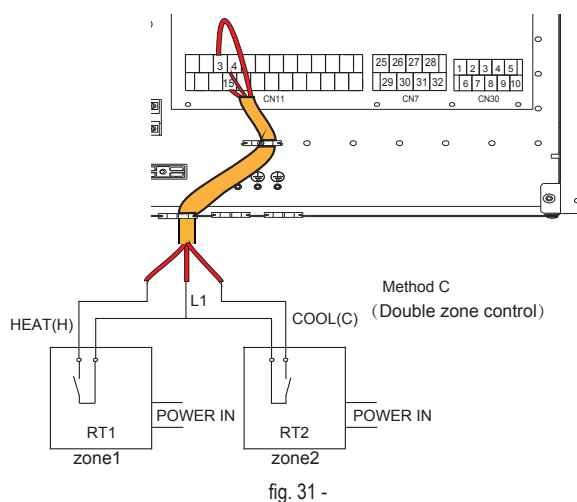 3 4
25 26 27 28
1 2 3 4 5
15
29 30 31 32
6 7 8 9 10
CN11
CN7
CN30
Method C
L1
（Double zone control）
HEAT(H)
COOL(C)
POWER IN
POWER IN
RT1
RT2
zone1
zone2
fig. 31 -